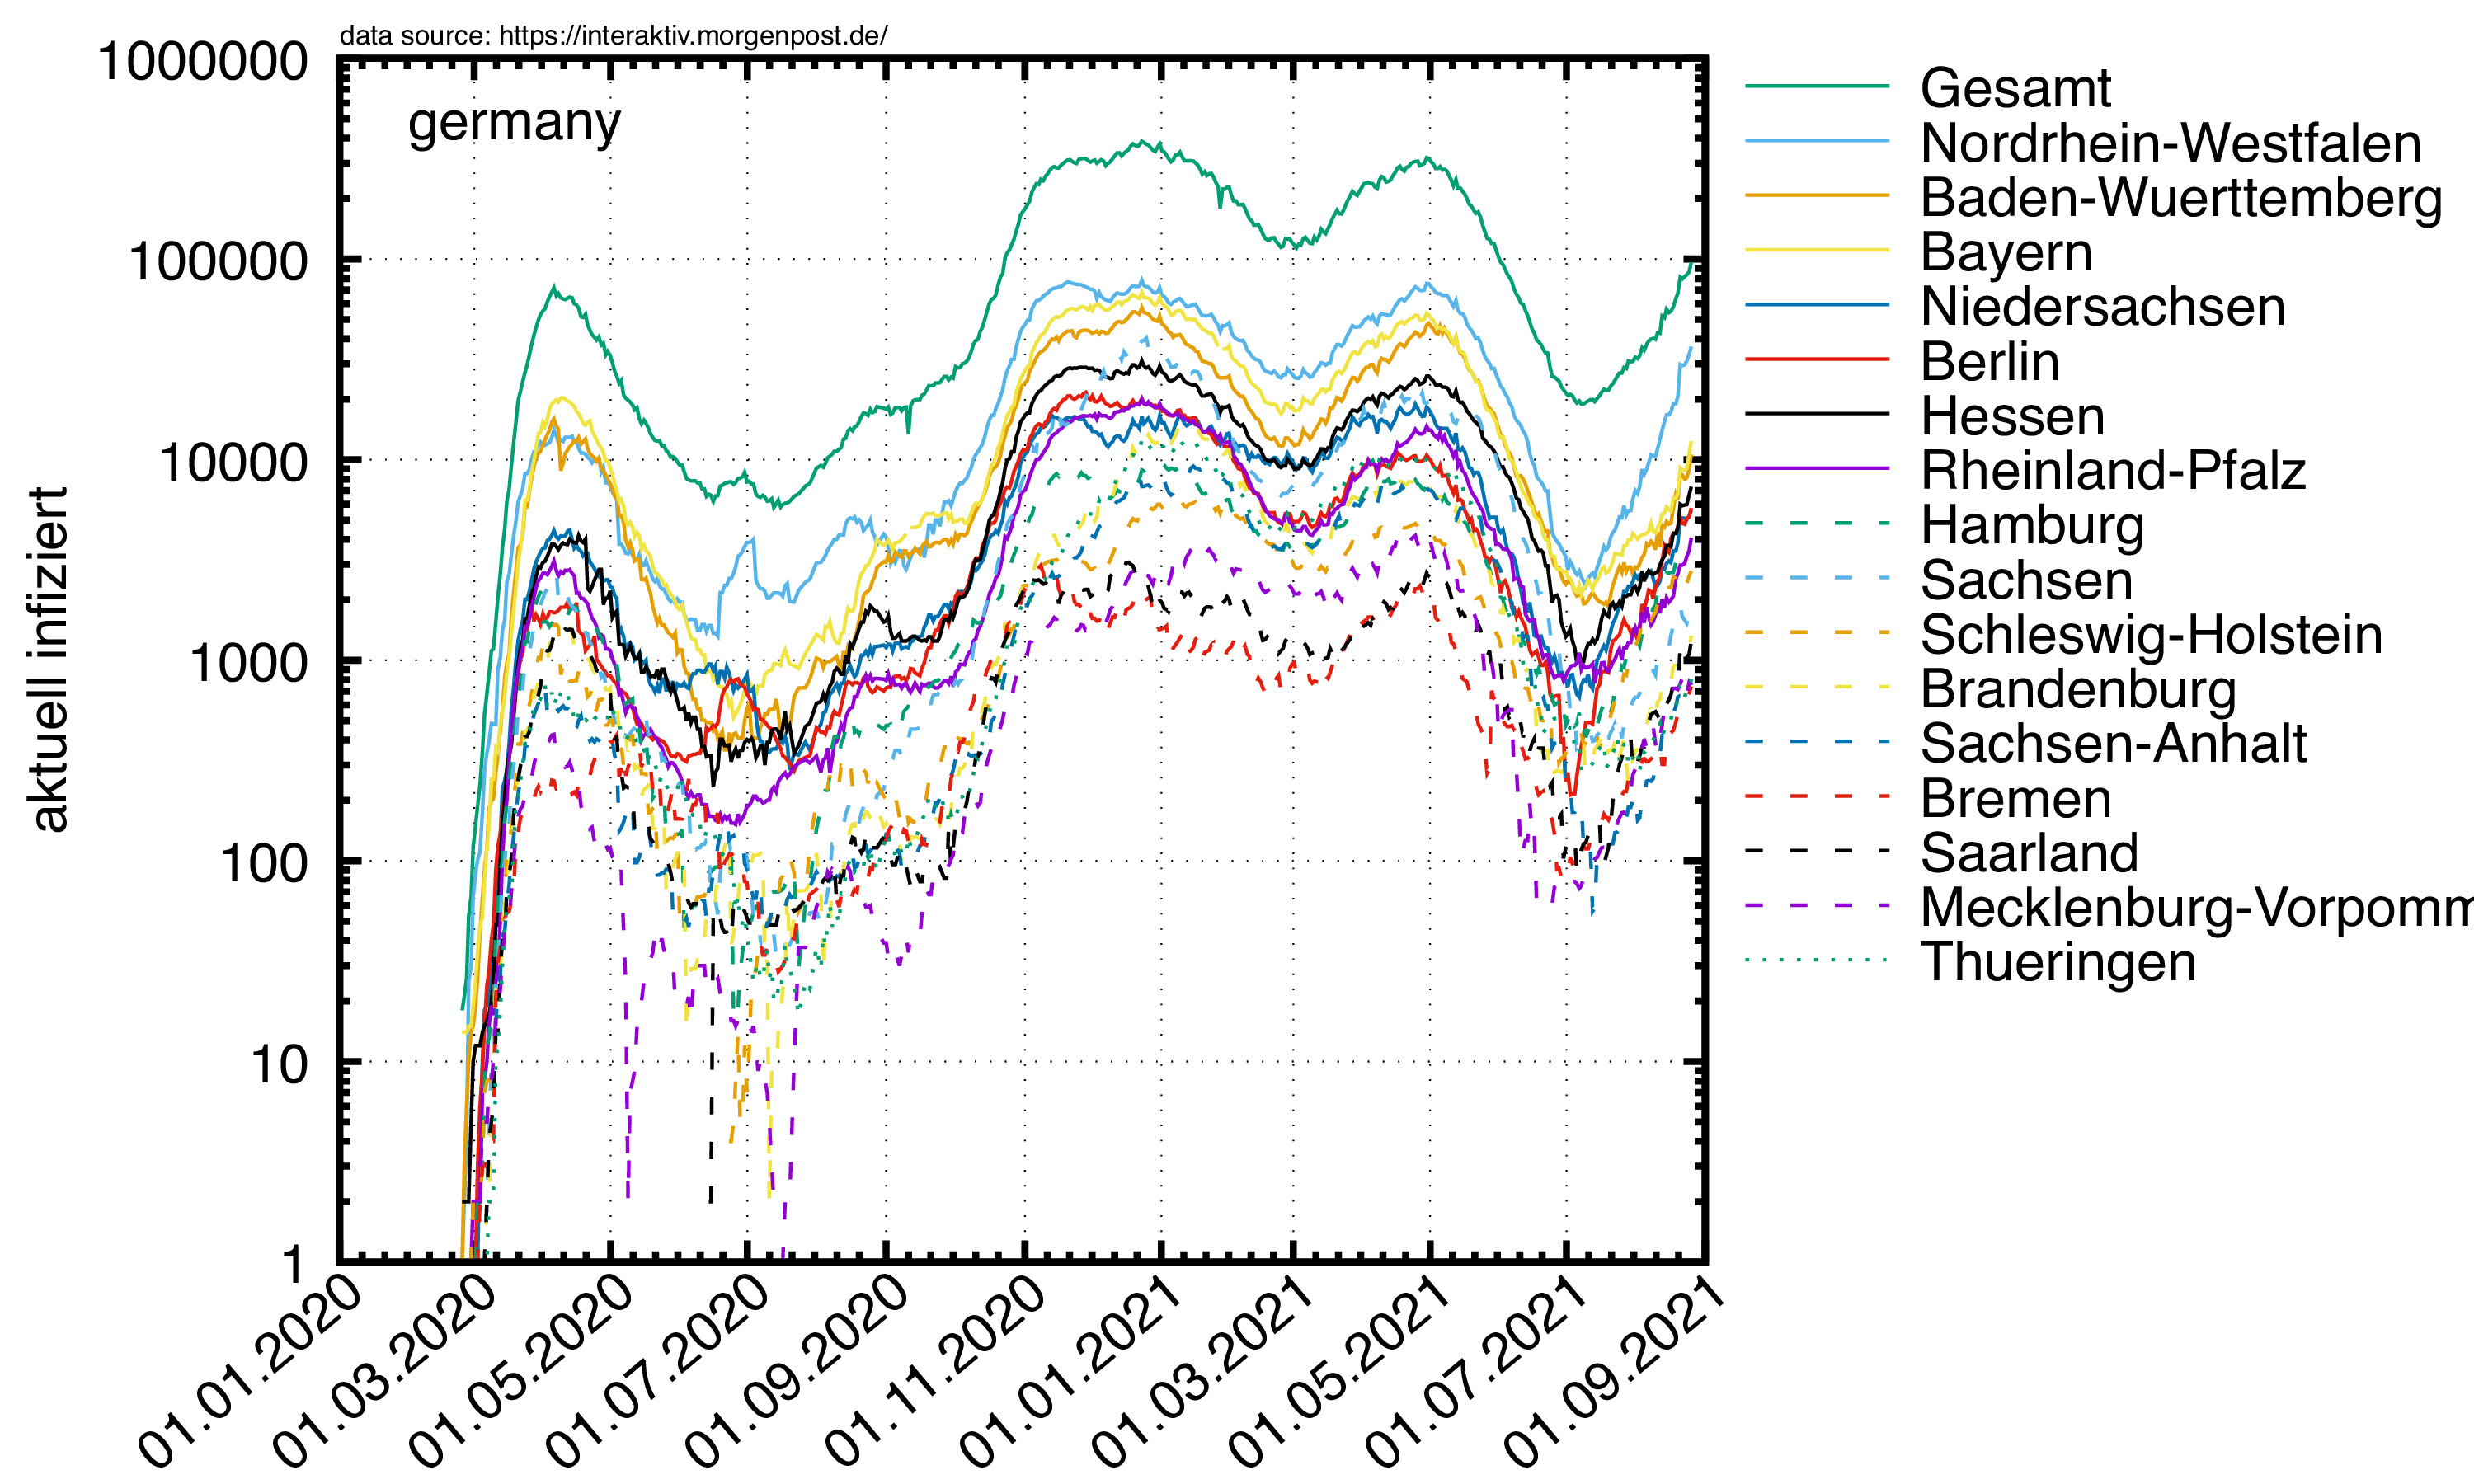 data source: https://interaktiv.morgenpost.de/
germany
aktuell infiziert
1000000
100000
10000
1000
100
10
1
01.01.2020
01.03.2020
01.05.2020
01.07.2020
01.09.2020
01.11.2020
01.01.2021
01.03.2021
01.05.2021
01.07.2021
01.09.2021
Gesamt
Nordrhein-Westfalen
Baden-Wuerttemberg
Bayern
Niedersachsen
Berlin
Hessen
Rheinland-Pfalz
Hamburg
Sachsen
Schleswig-Holstein
Brandenburg
Sachsen-Anhalt
Bremen
Saarland
Mecklenburg-Vorpomm
Thueringen